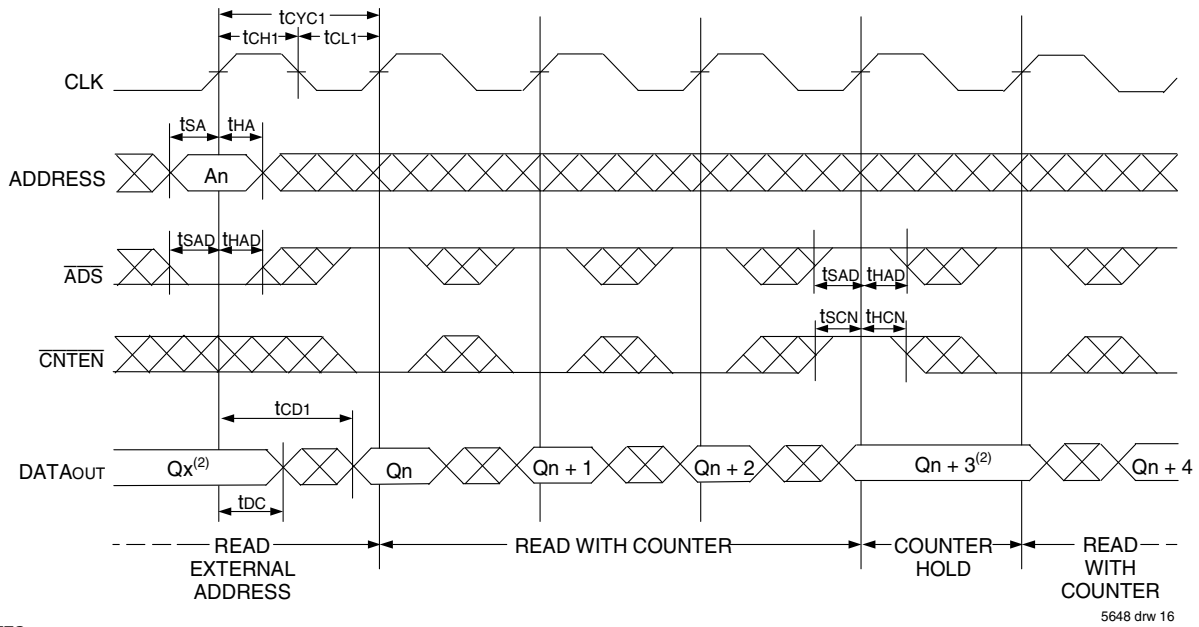 tCYC1
tCH1 tCL1
CLK
tSA tHA
ADDRESS An
tSAD tHAD
ADS
tSAD tHAD
tSCN tHCN
CNTEN
tCD1
DATAOUT Qx(2) Qn Qn + 1 Qn + 2 Qn + 3(2) Qn + 4
tDC
READ EXTERNAL ADDRESS
READ WITH COUNTER
COUNTER HOLD
READ WITH COUNTER
5648 drw 16